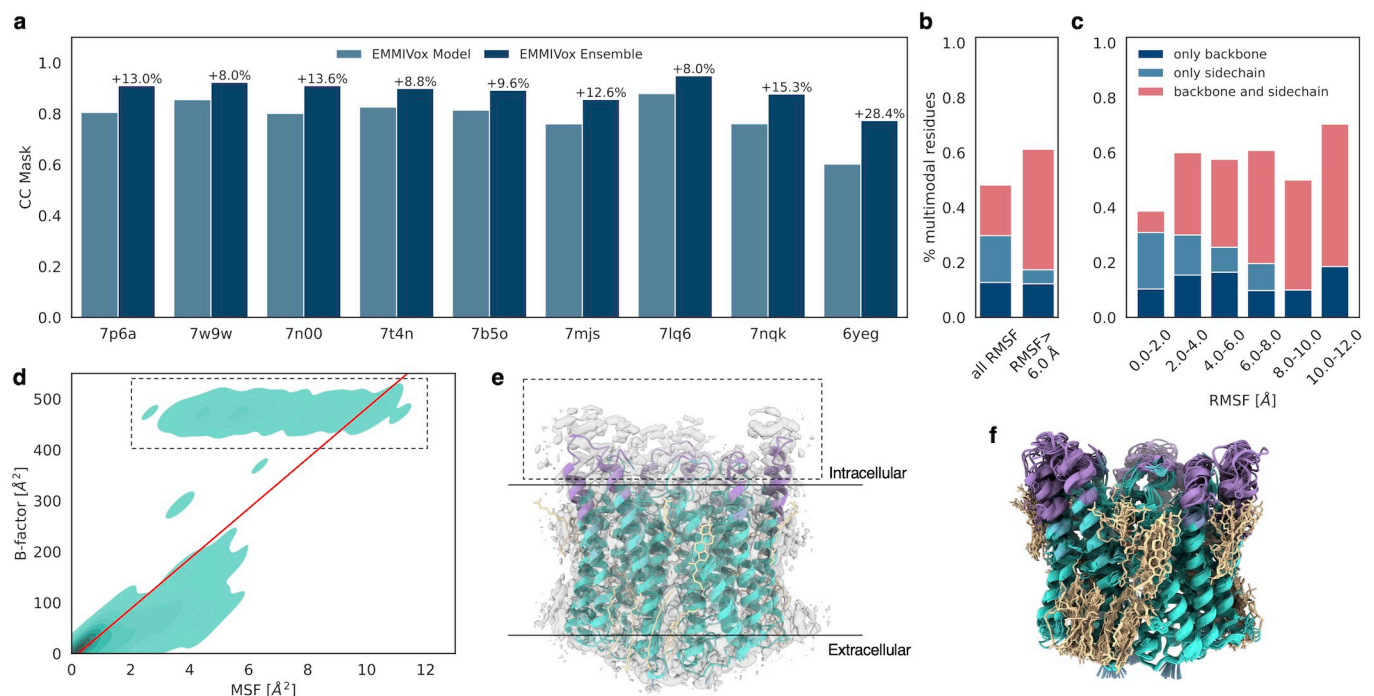 a
EMMIVox Model
EMMIVox Ensemble
CC Mask
1.0
0.8
0.6
0.4
0.2
0.0
+13.0%
+8.0%
+13.6%
+8.8%
+9.6%
+12.6%
+8.0%
+15.3%
+28.4%
7p6a
7w9w
7n00
7t4n
7b5o
7mjs
7lq6
7nqk
6yeg
b
% multimodal residues
1.0
0.8
0.6
0.4
0.2
0.0
all RMSF
RMSF>
6.0 Å
c
only backbone
only sidechain
backbone and sidechain
1.0
0.8
0.6
0.4
0.2
0.0
0.0-2.0
2.0-4.0
4.0-6.0
6.0-8.0
8.0-10.0
10.0-12.0
RMSF [Å]
d
B-factor [Å²]
500
400
300
200
100
0
0
2
4
6
8
10
12
MSF [Å²]
e
Intracellular
Extracellular
f